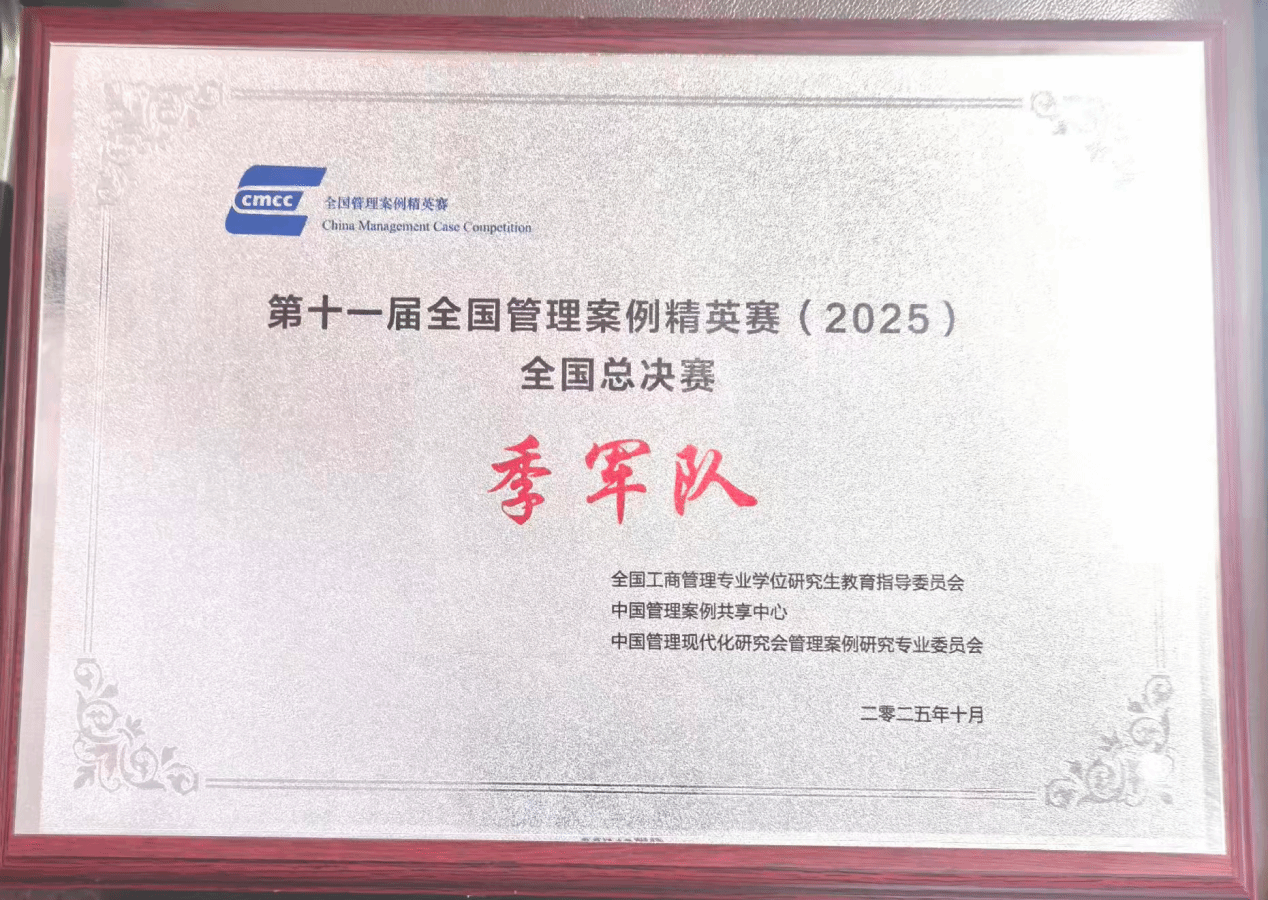 cmcc
全国管理案例精英赛
China Management Case Competition
第十一届全国管理案例精英赛（2025）
全国总决赛
季军队
全国工商管理专业学位研究生教育指导委员会
中国管理案例共享中心
中国管理现代化研究会管理案例研究专业委员会
二零二五年十月